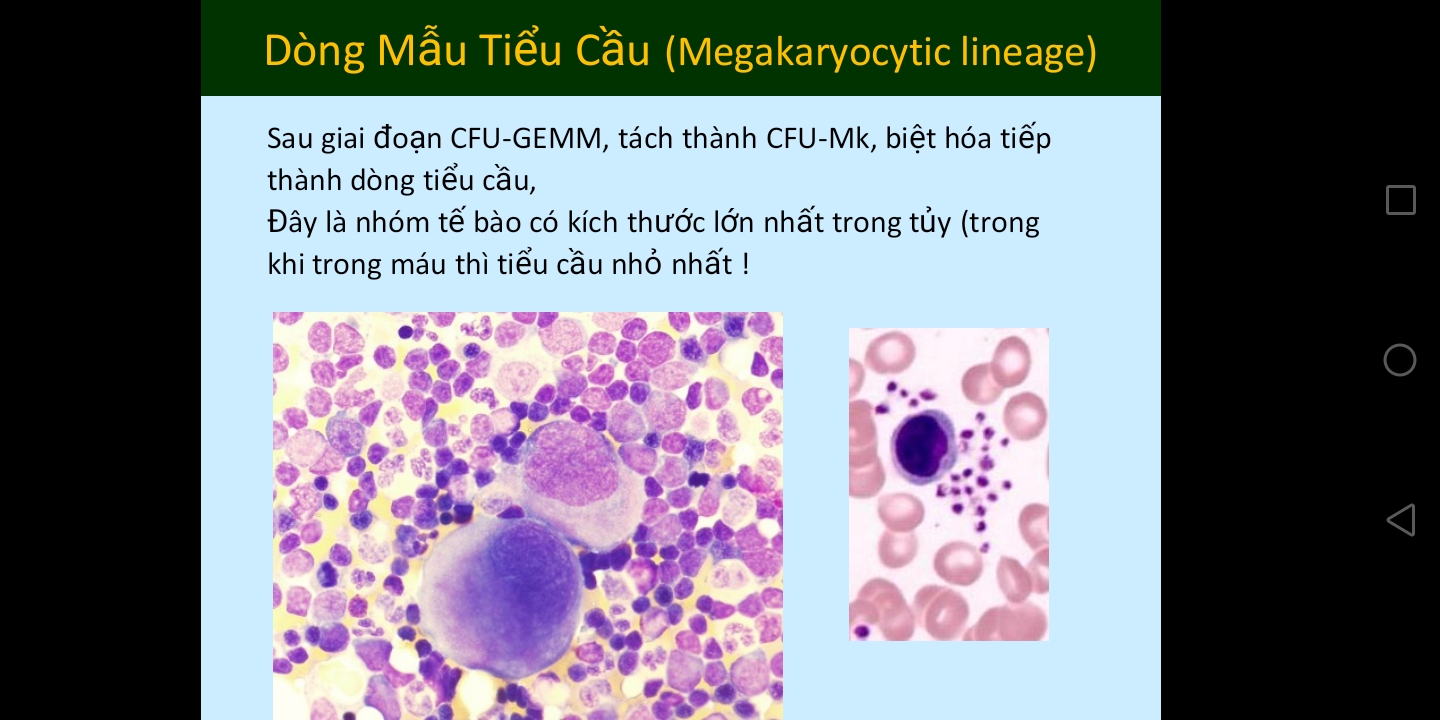 Dòng Mẫu Tiểu Cầu (Megakaryocytic lineage)
Sau giai đoạn CFU-GEMM, tách thành CFU-Mk, biệt hóa tiếp
thành dòng tiểu cầu,
Đây là nhóm tế bào có kích thước lớn nhất trong tủy (trong
khi trong máu thì tiểu cầu nhỏ nhất !